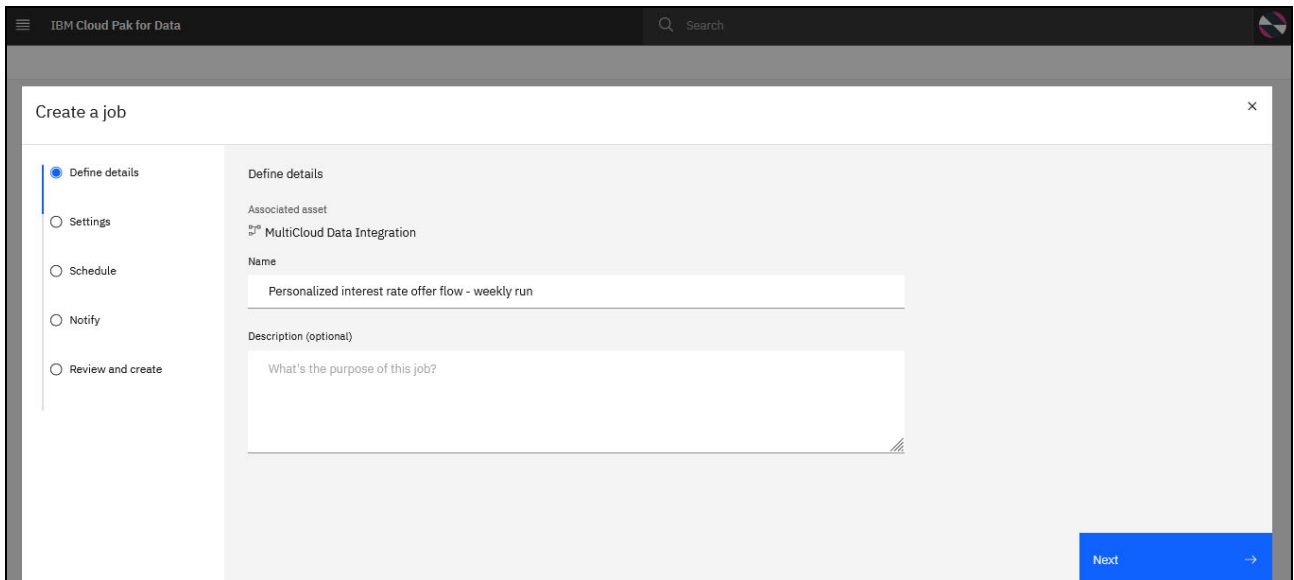 IBM Cloud Pak for Data
Search
Create a job
Define details
Settings
Schedule
Notify
Review and create
Define details
Associated asset
MultiCloud Data Integration
Name
Personalized interest rate offer flow - weekly run
Description (optional)
What's the purpose of this job?
Next